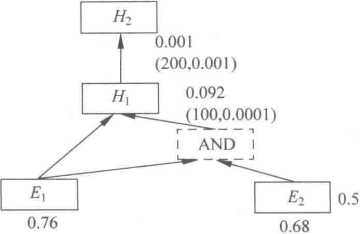 H₂
0.001
(200,0.001)
H₁
0.092
(100,0.0001)
AND
E₁
E₂
0.5
0.76
0.68